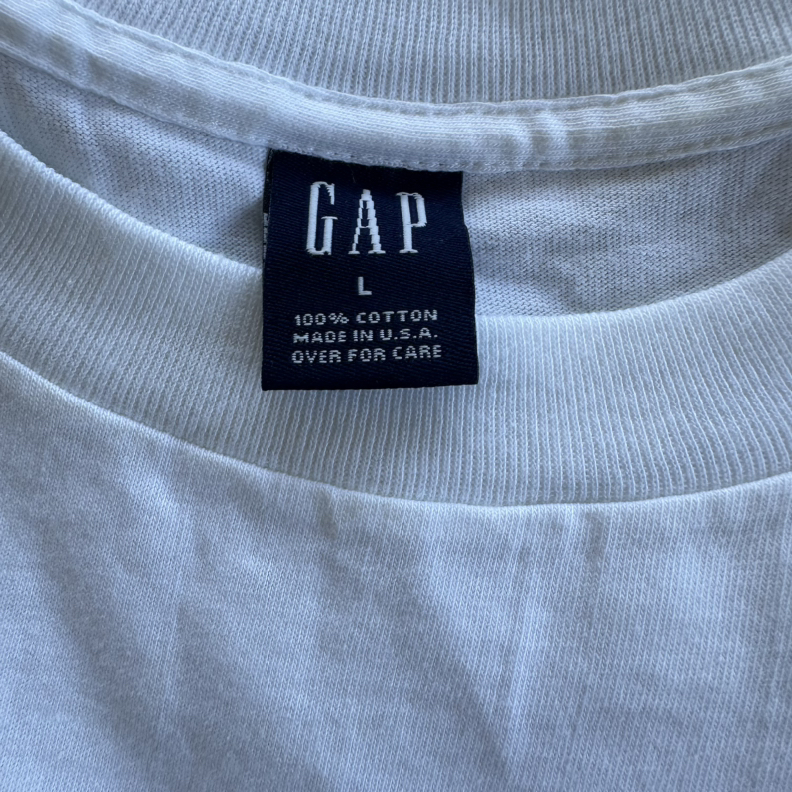 GAP
L
100% COTTON
MADE IN U.S.A.
OVER FOR CARE